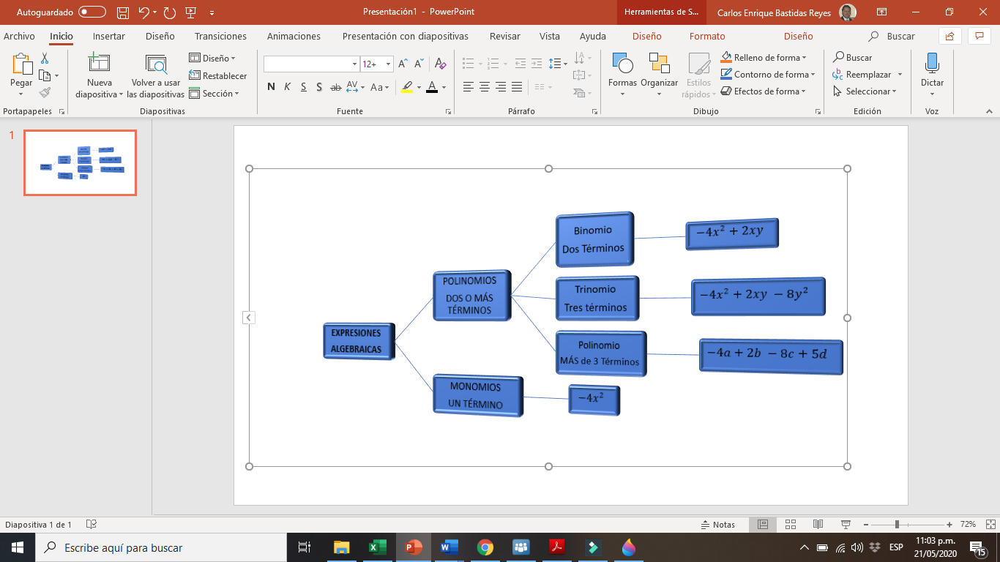 Autoguardado
Presentación1 - PowerPoint
Herramientas de S...
Carlos Enrique Bastidas Reyes
Archivo Inicio Insertar Diseño Transiciones Animaciones Presentación con diapositivas Revisar Vista Ayuda Diseño Formato Diseño Buscar
Pegar
Portapapeles
Nueva diapositiva
Volver a usar las diapositivas
Diseño
Restablecer
Sección
Diapositivas
12+
N K S S ab AV Aa A
Fuente
Párrafo
Formas
Organizar
Estilos rápidos
Relleno de forma
Contorno de forma
Efectos de forma
Dibujo
Buscar
Reemplazar
Seleccionar
Edición
Dictar
Voz
1
EXPRESIONES
ALGEBRAICAS
POLINOMIOS
DOS O MÁS
TÉRMINOS
Binomio
Dos Términos
−4x² + 2xy
Trinomio
Tres términos
−4x² + 2xy − 8y²
Polinomio
MÁS de 3 Términos
−4a + 2b − 8c + 5d
MONOMIOS
UN TÉRMINO
−4x²
Diapositiva 1 de 1
Notas
72%
Escribe aquí para buscar
ESP
11:03 p.m.
21/05/2020
15